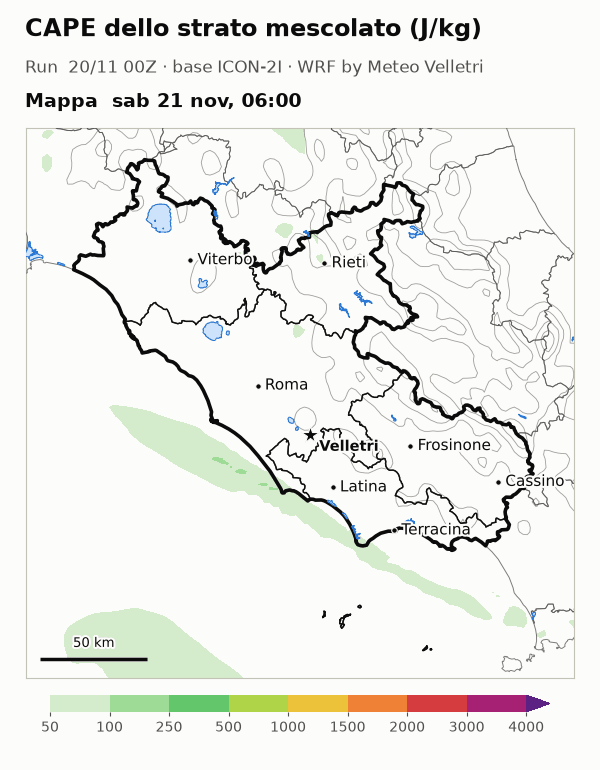 CAPE dello strato mescolato (J/kg)
Run  20/11 00Z · base ICON-2I · WRF by Meteo Velletri
Mappa  sab 21 nov, 06:00
Viterbo
Rieti
Roma
Velletri
Frosinone
Cassino
Latina
Terracina
50 km
50 100 250 500 1000 1500 2000 3000 4000